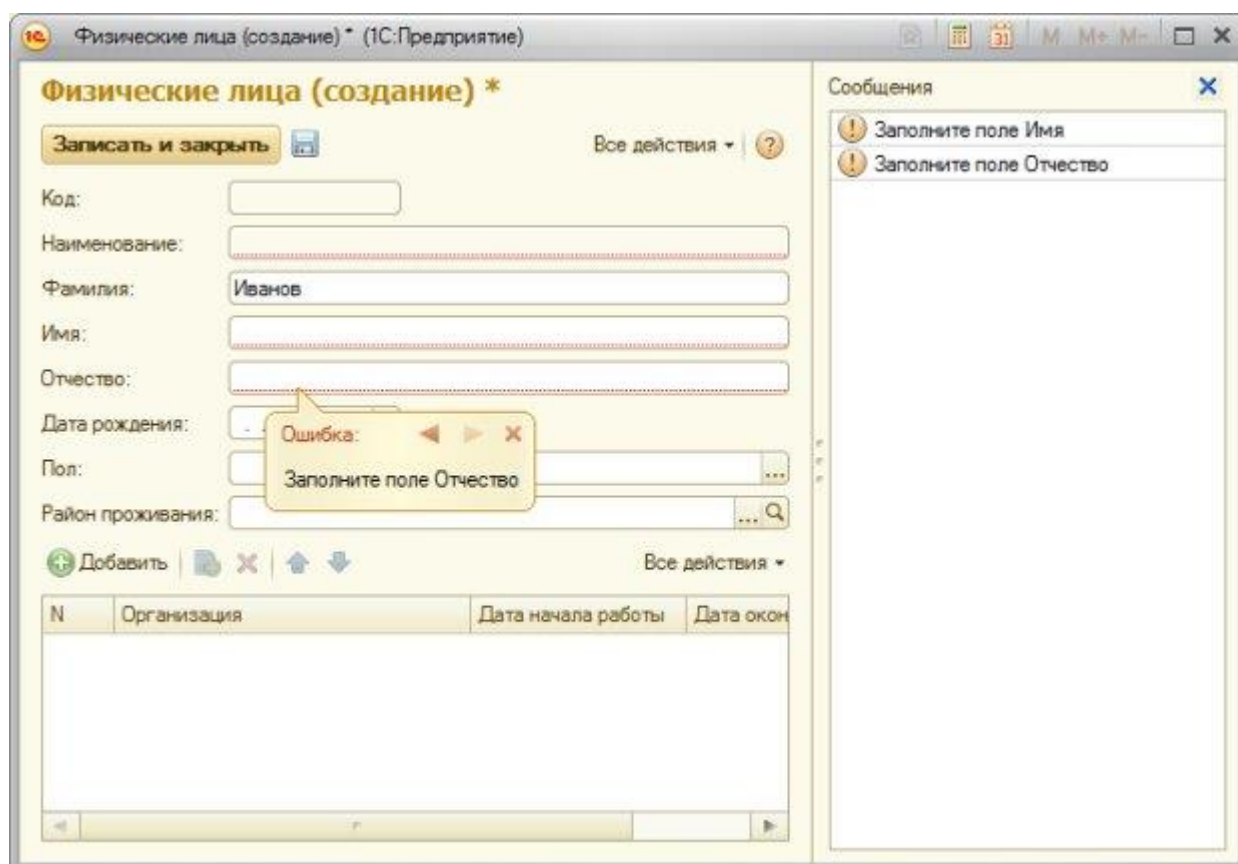 Физические лица (создание) * (1С:Предприятие)
M M+ M-
Физические лица (создание) *
Записать и закрыть
Все действия
Код:
Наименование:
Фамилия: Иванов
Имя:
Отчество:
Дата рождения: . .
Ошибка:
Заполните поле Отчество
Пол: ...
Район проживания: ...
Добавить
Все действия
N Организация Дата начала работы Дата окон
Сообщения
Заполните поле Имя
Заполните поле Отчество